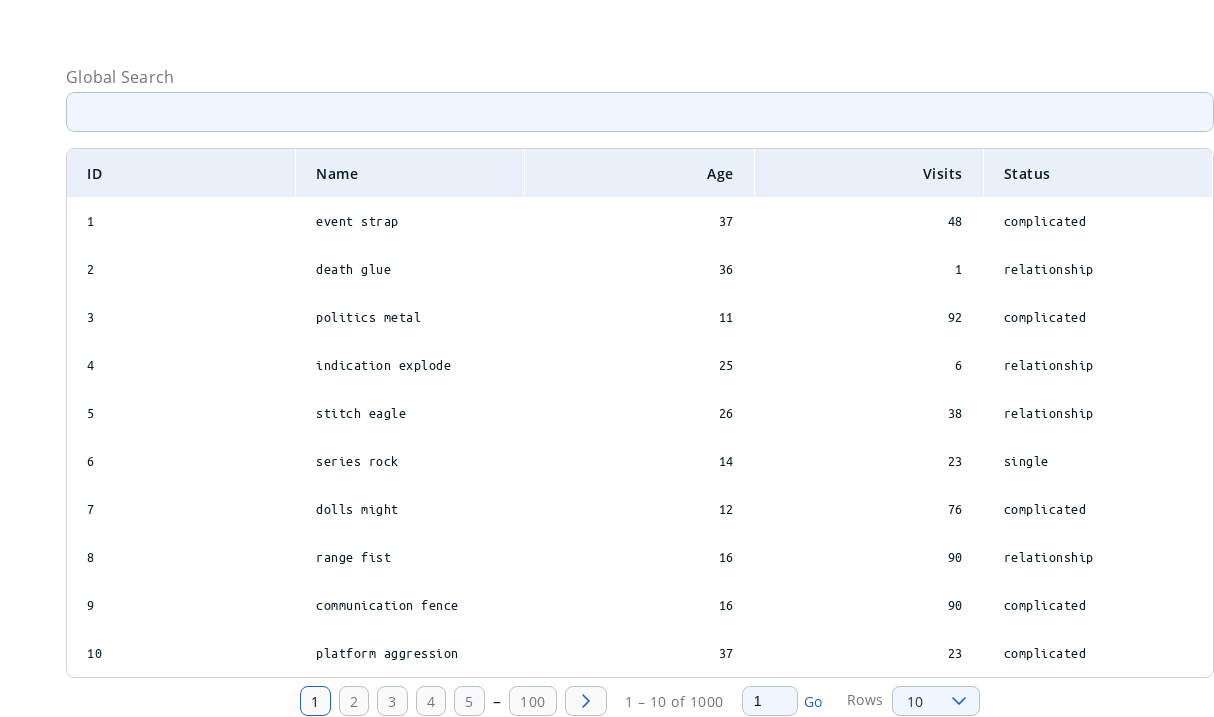 Global Search
ID Name Age Visits Status
1 event strap 37 48 complicated
2 death glue 36 1 relationship
3 politics metal 11 92 complicated
4 indication explode 25 6 relationship
5 stitch eagle 26 38 relationship
6 series rock 14 23 single
7 dolls might 12 76 complicated
8 range fist 16 90 relationship
9 communication fence 16 90 complicated
10 platform aggression 37 23 complicated
1 2 3 4 5 – 100 1 – 10 of 1000 1 Go Rows 10